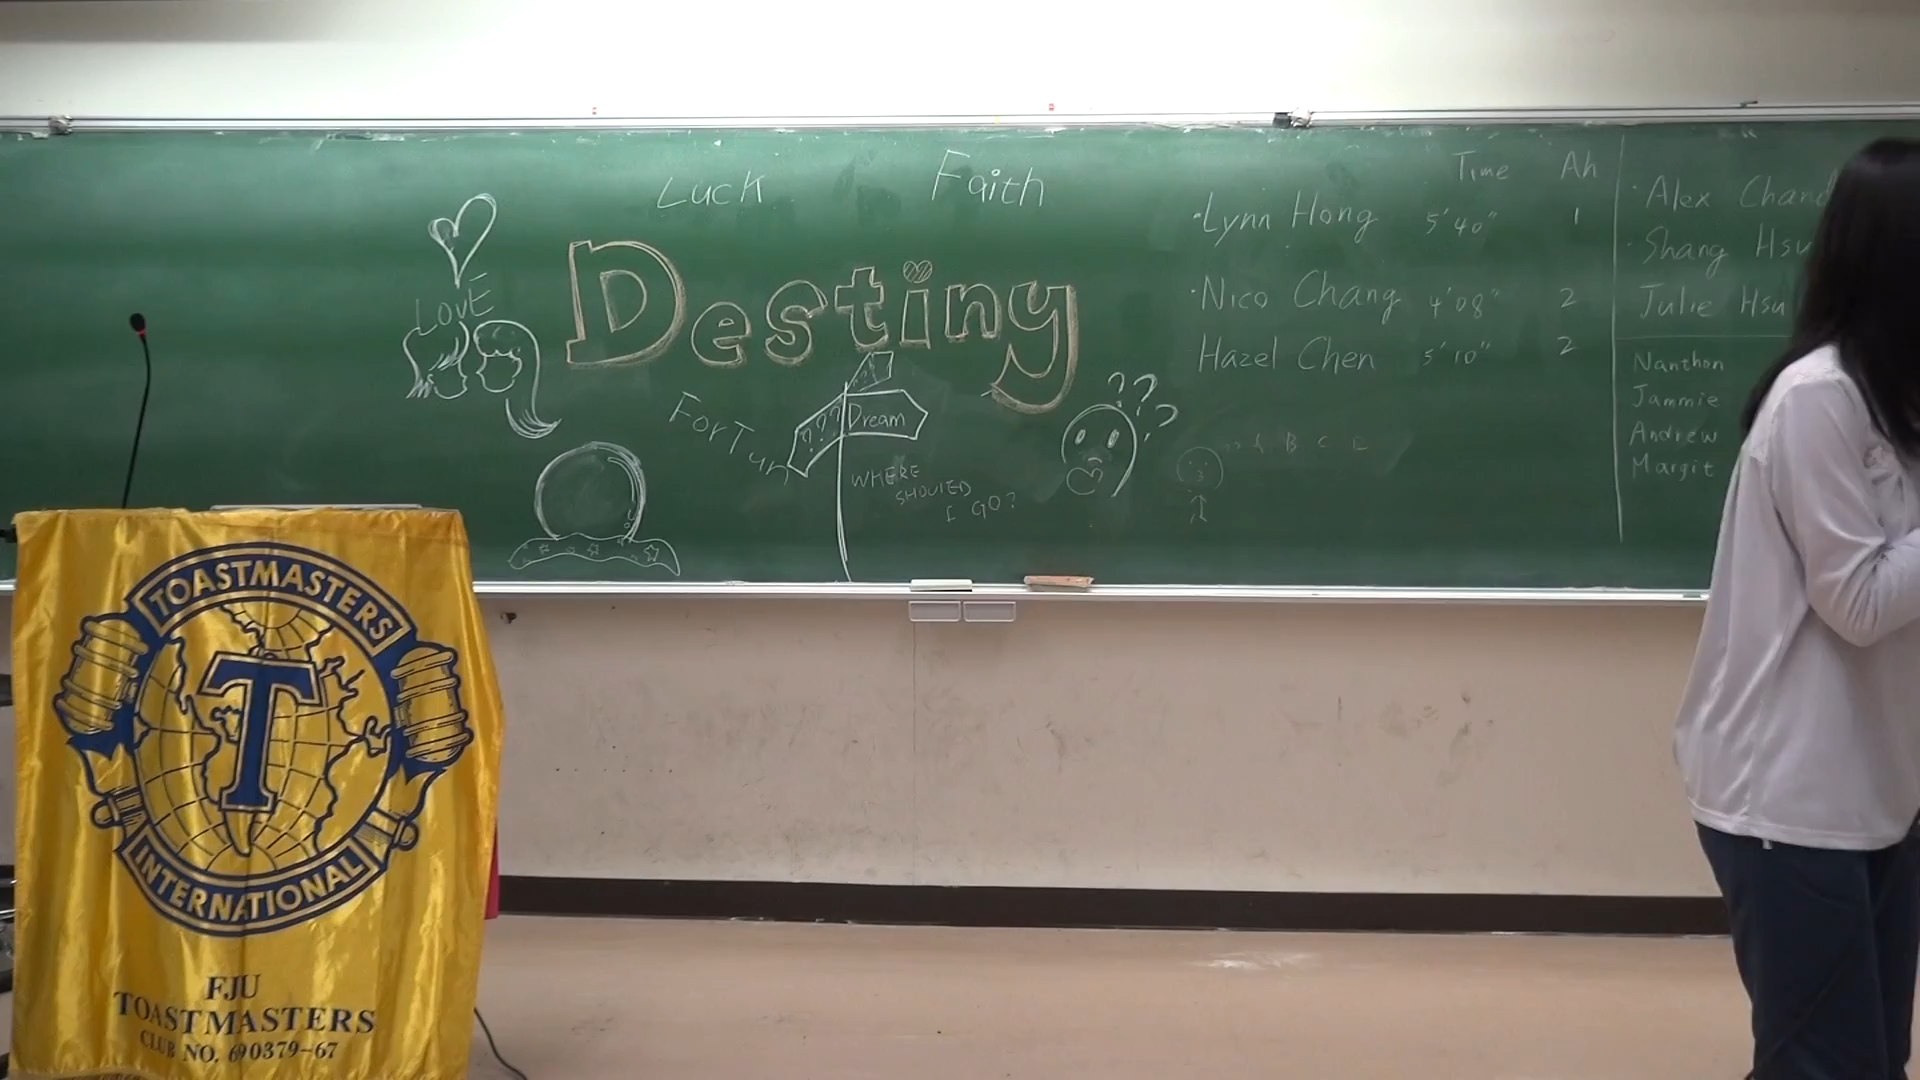 Luck
Faith
LOVE
Destiny
ForTun
???
Dream
WHERE
SHOULED
I GO?
???
B C
Time Ah
Lynn Hong 5'40" 1
Nico Chang 4'08" 2
Hazel Chen 5'10" 2
Alex Chan
Shang Hsu
Julie Hsu
Nanthon
Jammie
Andrew
Margit
TOASTMASTERS
T
INTERNATIONAL
FJU
TOASTMASTERS
CLUB NO. 690379-67